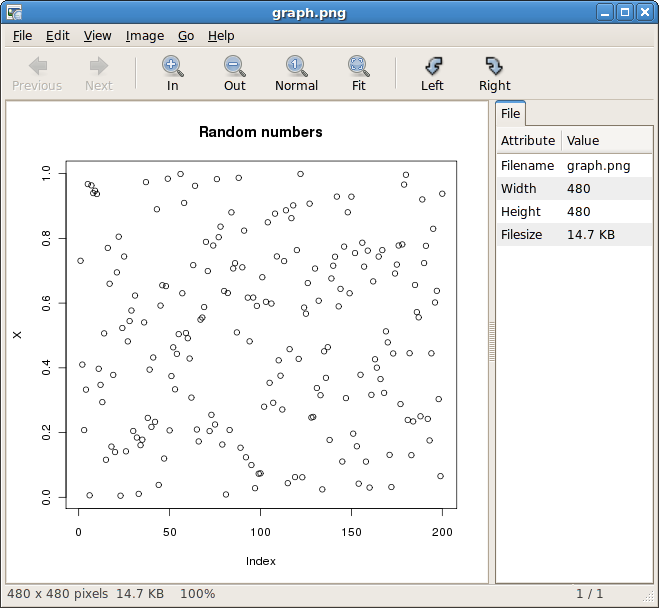 graph.png
File Edit View Image Go Help
Previous Next In Out Normal Fit Left Right
Random numbers
1.0
0.8
0.6
0.4
0.2
0.0
X
0 50 100 150 200
Index
File
Attribute Value
Filename graph.png
Width 480
Height 480
Filesize 14.7 KB
480 x 480 pixels 14.7 KB 100% 1 / 1